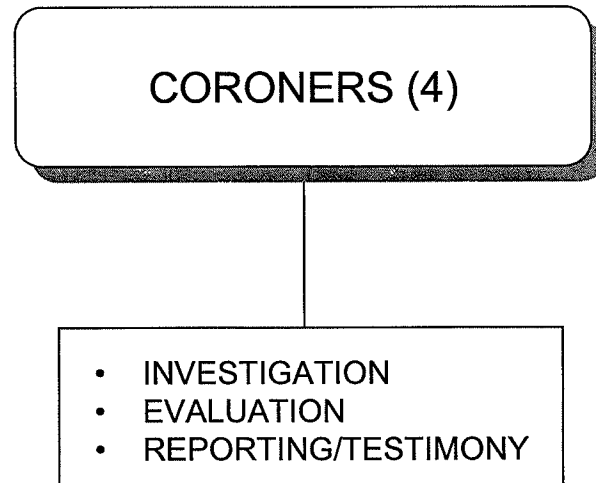 CORONERS (4)
• INVESTIGATION
• EVALUATION
• REPORTING/TESTIMONY